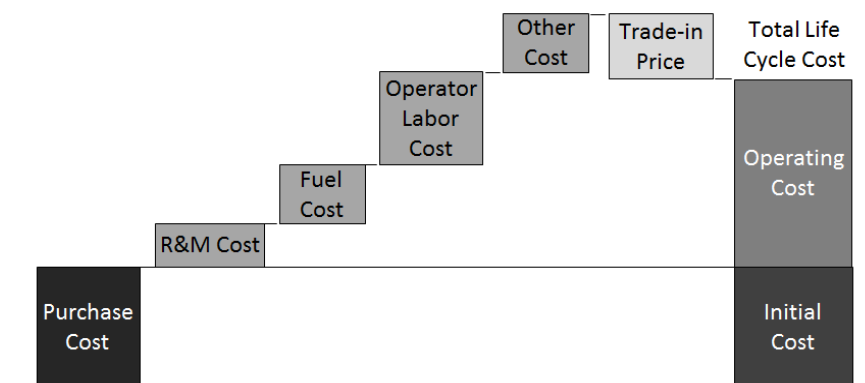 Other
Cost
Trade-in
Price
Total Life
Cycle Cost
Operator
Labor
Cost
Fuel
Cost
Operating
Cost
R&M Cost
Purchase
Cost
Initial
Cost